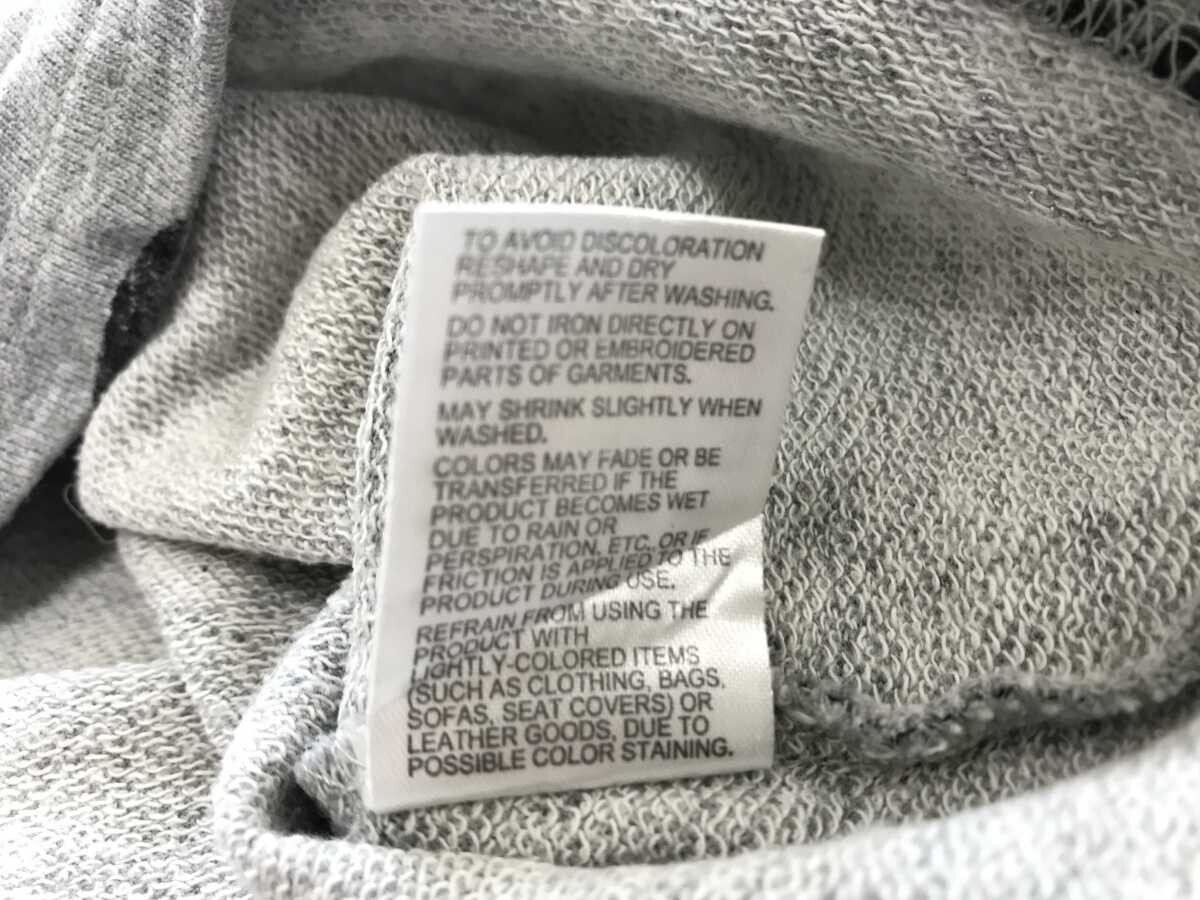 TO AVOID DISCOLORATION
RESHAPE AND DRY
PROMPTLY AFTER WASHING.
DO NOT IRON DIRECTLY ON
PRINTED OR EMBROIDERED
PARTS OF GARMENTS.
MAY SHRINK SLIGHTLY WHEN
WASHED.
COLORS MAY FADE OR BE
TRANSFERRED IF THE
PRODUCT BECOMES WET
DUE TO RAIN OR
PERSPIRATION, ETC. OR IF
FRICTION IS APPLIED TO THE
PRODUCT DURING USE.
REFRAIN FROM USING THE
PRODUCT WITH
LIGHTLY-COLORED ITEMS
(SUCH AS CLOTHING, BAGS,
SOFAS, SEAT COVERS) OR
LEATHER GOODS, DUE TO
POSSIBLE COLOR STAINING.